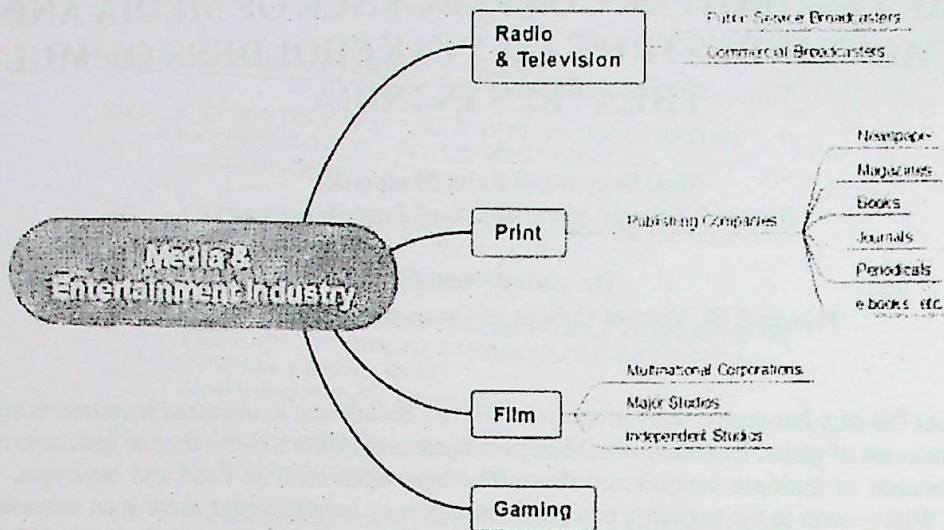 Radio
& Television
Public Service Broadcasters
Commercial Broadcasters
Media &
Entertainment Industry
Print
Publishing Companies
Newspaper
Magazines
Books
Journals
Periodicals
e-books etc.
Film
Multinational Corporations
Major Studios
Independent Studios
Gaming